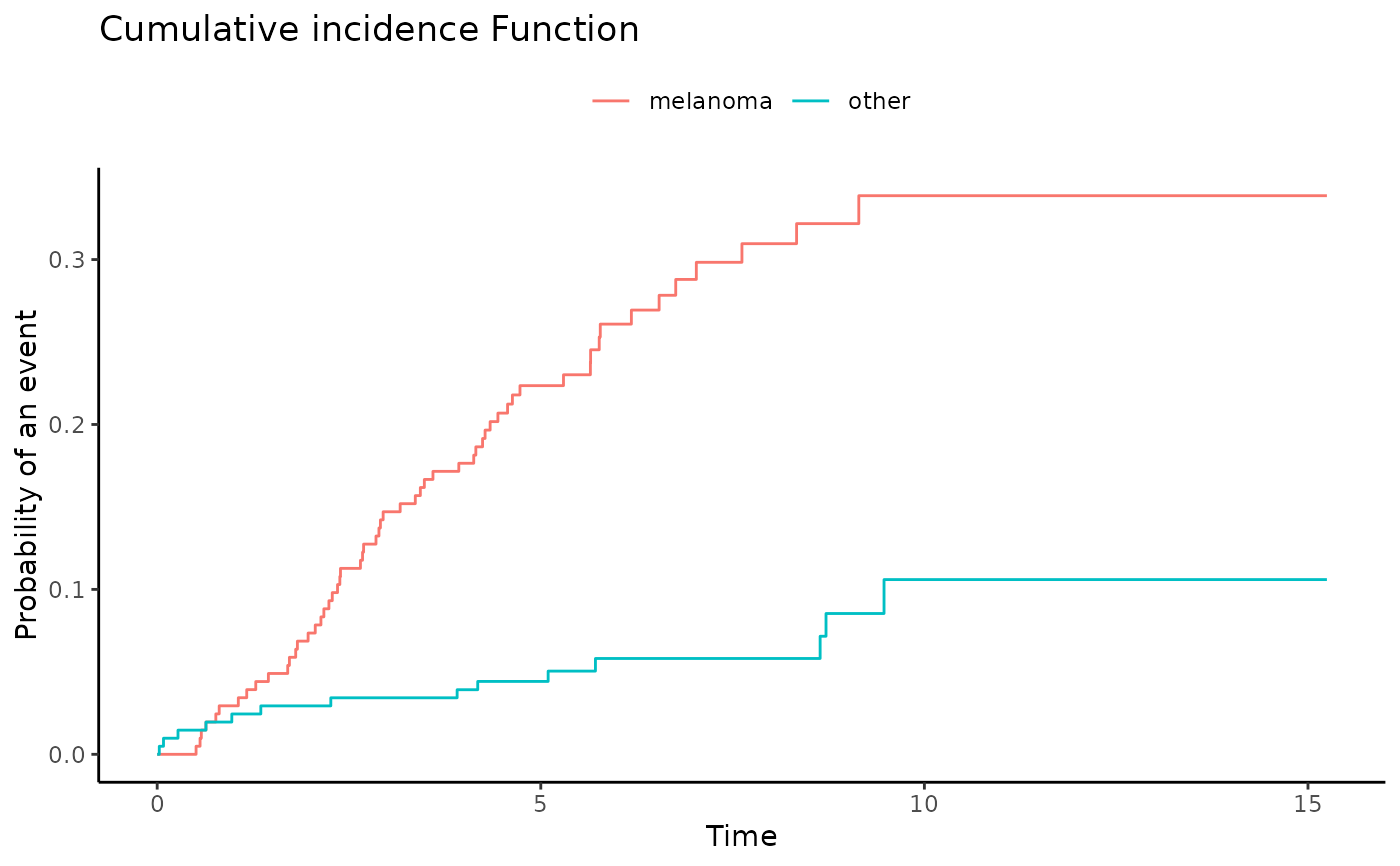 Cumulative incidence Function
melanoma other
Probability of an event
0.3
0.2
0.1
0.0
0 5 10 15
Time